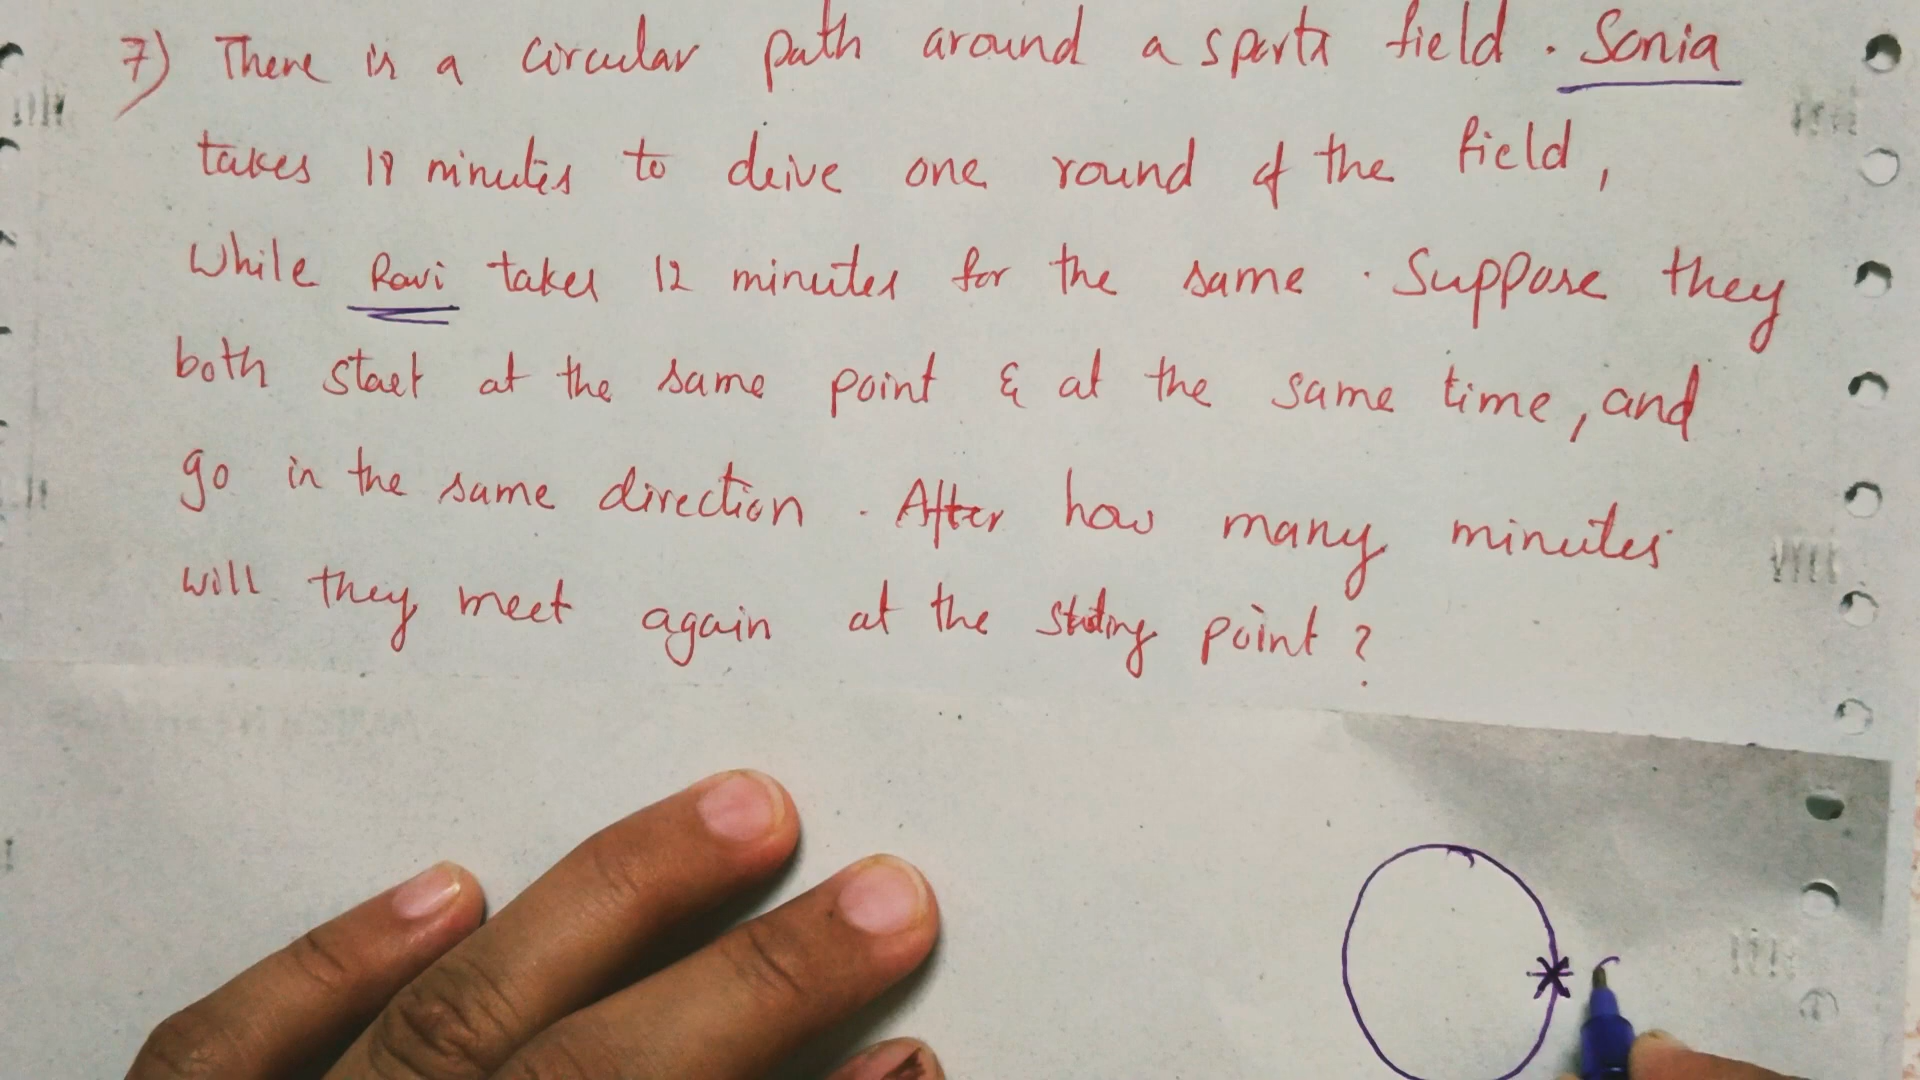 7) There is a circular path around a sports field. Sonia
takes 18 minutes to drive one round of the field,
While Ravi takes 12 minutes for the same. Suppose they
both start at the same point & at the same time, and
go in the same direction. After how many minutes
will they meet again at the starting point?